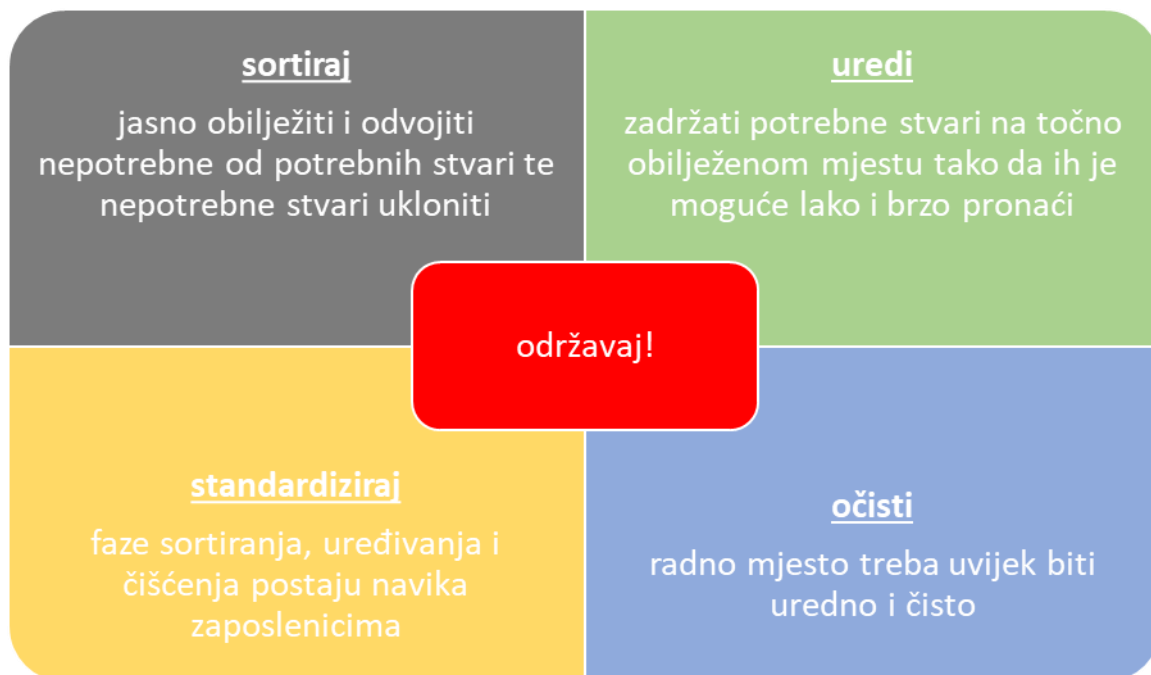 sortiraj
jasno obilježiti i odvojiti
nepotrebne od potrebnih stvari te
nepotrebne stvari ukloniti
uredi
zadržati potrebne stvari na točno
obilježenom mjestu tako da ih je
moguće lako i brzo pronaći
održavaj!
standardiziraj
faze sortiranja, uređivanja i
čišćenja postaju navika
zaposlenicima
očisti
radno mjesto treba uvijek biti
uredno i čisto